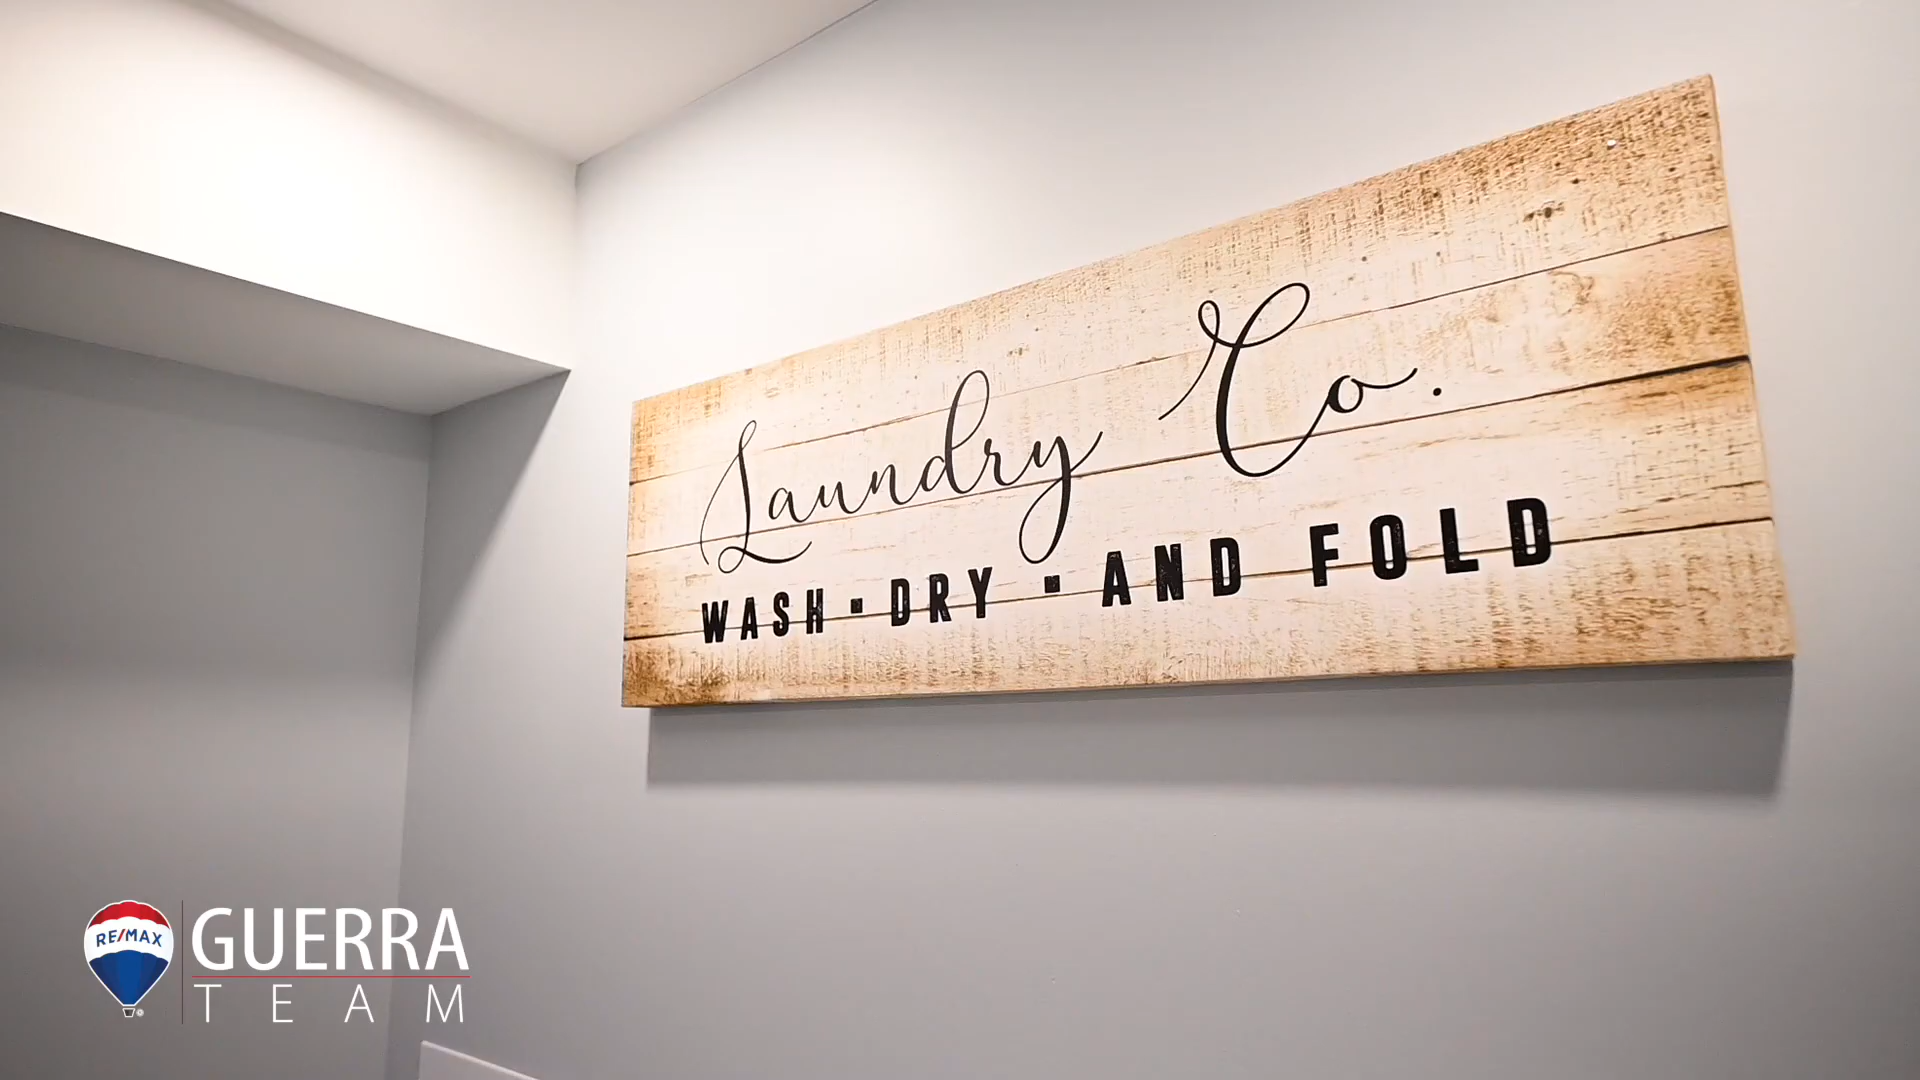 Laundry Co.
WASH · DRY · AND FOLD
RE/MAX
GUERRA
TEAM